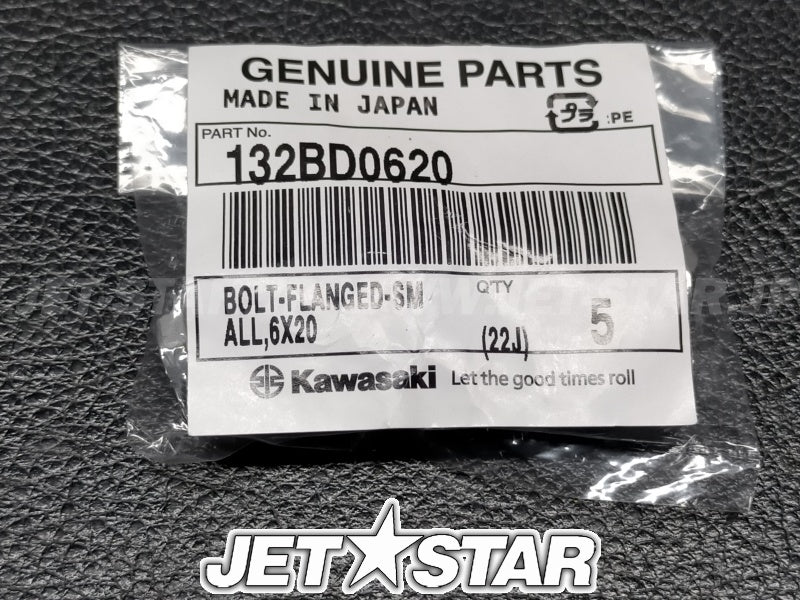 GENUINE PARTS
MADE IN JAPAN
プラ :PE
PART No.
132BD0620
BOLT-FLANGED-SM
ALL,6X20
QTY
(22J) 5
Kawasaki Let the good times roll
JET STAR